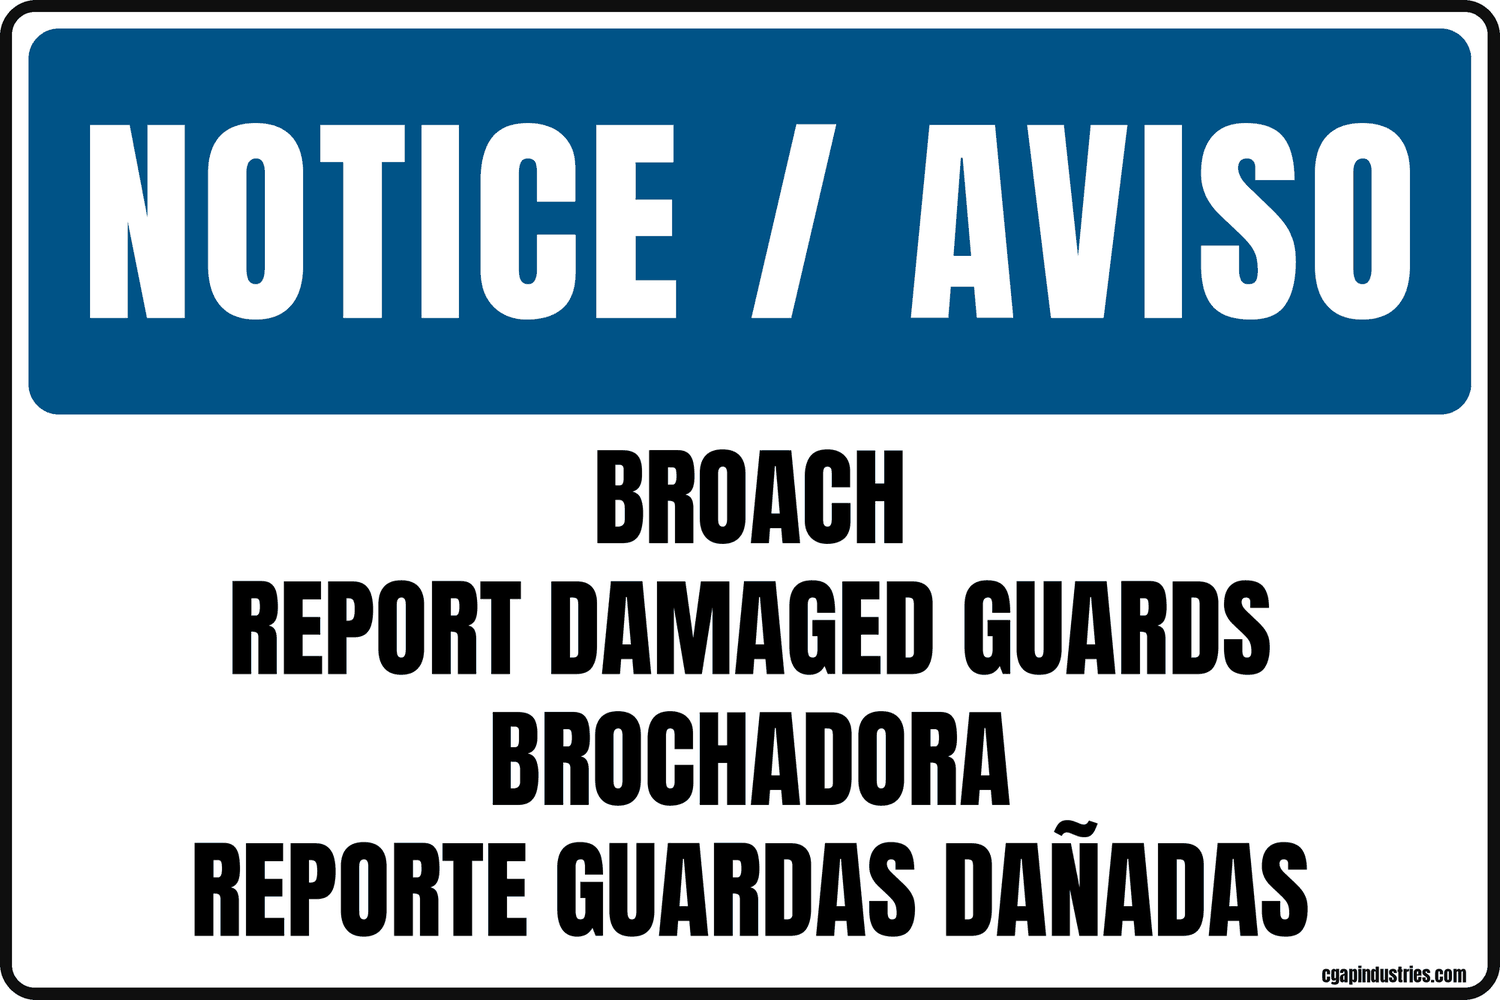 NOTICE / AVISO
BROACH
REPORT DAMAGED GUARDS
BROCHADORA
REPORTE GUARDAS DAÑADAS
cgapindustries.com